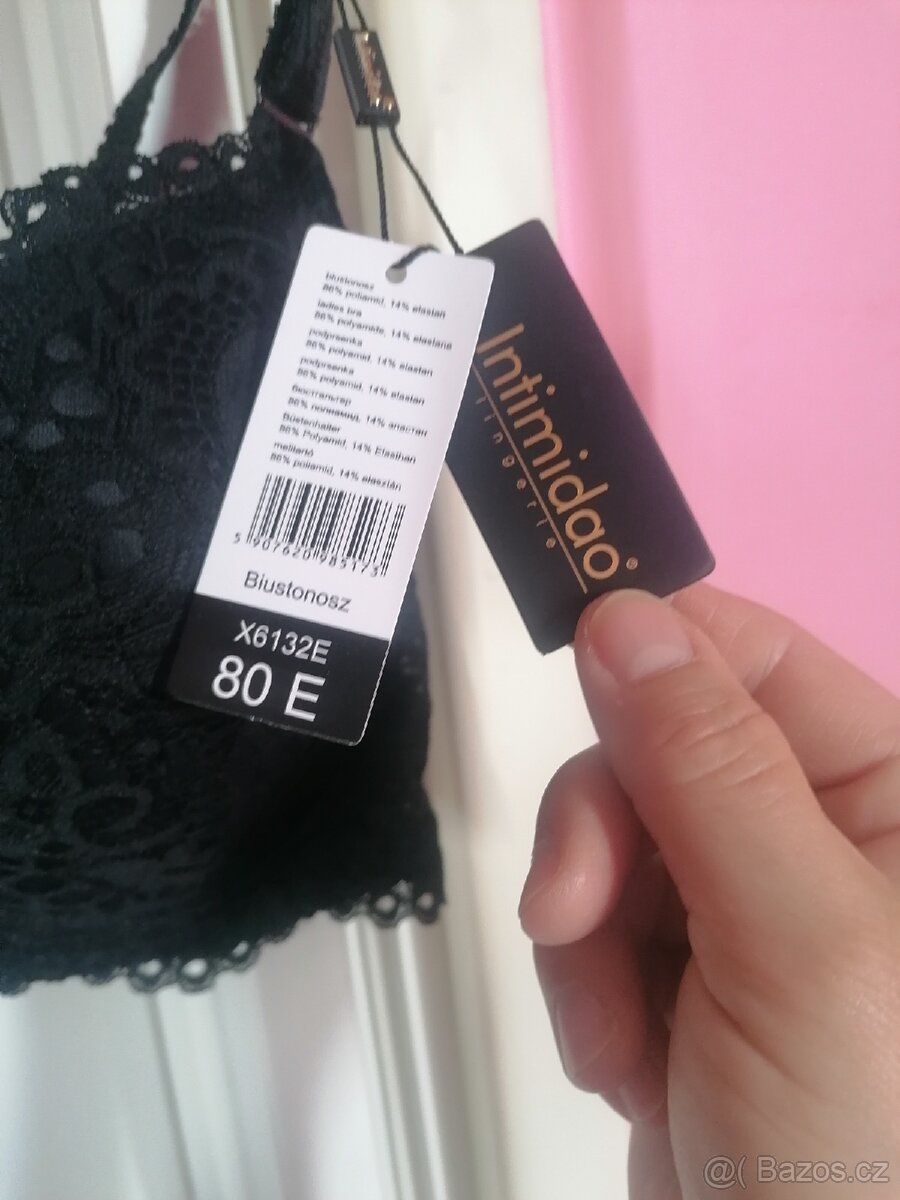 biustonosz
86% poliamid, 14% elastan
ladies bra
86% polyamide, 14% elastane
podprsenka
86% polyamid, 14% elastan
podprsenka
86% polyamid, 14% elastan
бюстгальтер
86% полиамид, 14% эластан
Büstenhalter
86% Polyamid, 14% Elasthan
melltartó
86% poliamid, 14% elasztán
5 907620 985173
Biustonosz
X6132E
80 E
Intimidao®
lingerie
@( Bazos.cz